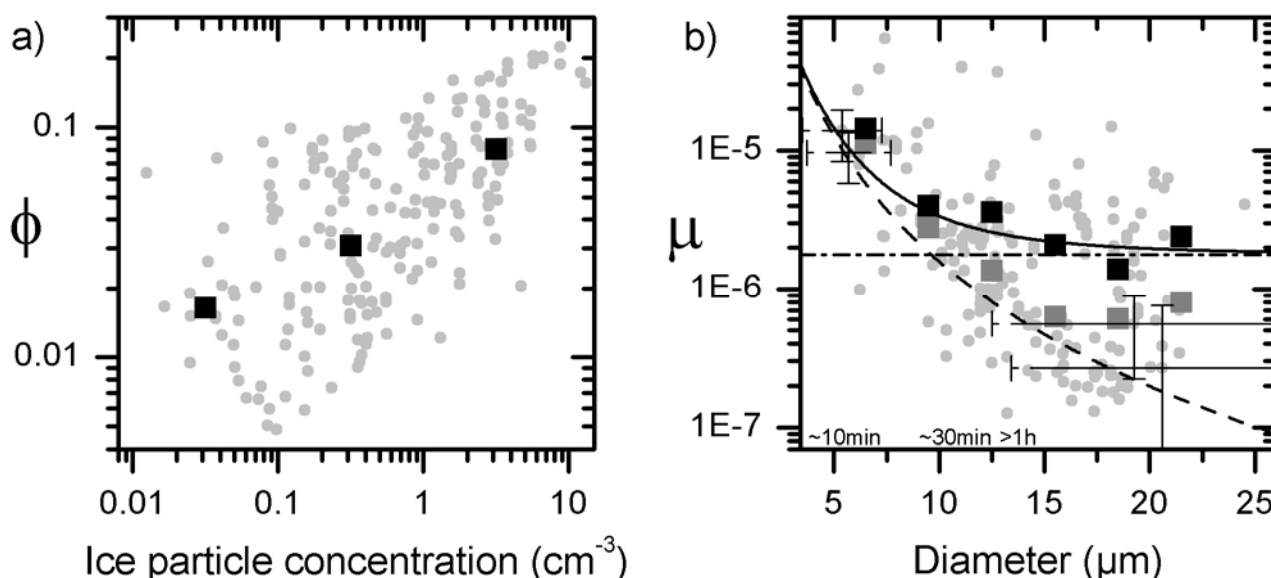 a)
0.1
ϕ
0.01
0.01 0.1 1 10
Ice particle concentration (cm⁻³)
b)
1E-5
μ
1E-6
1E-7
~10min ~30min >1h
5 10 15 20 25
Diameter (μm)